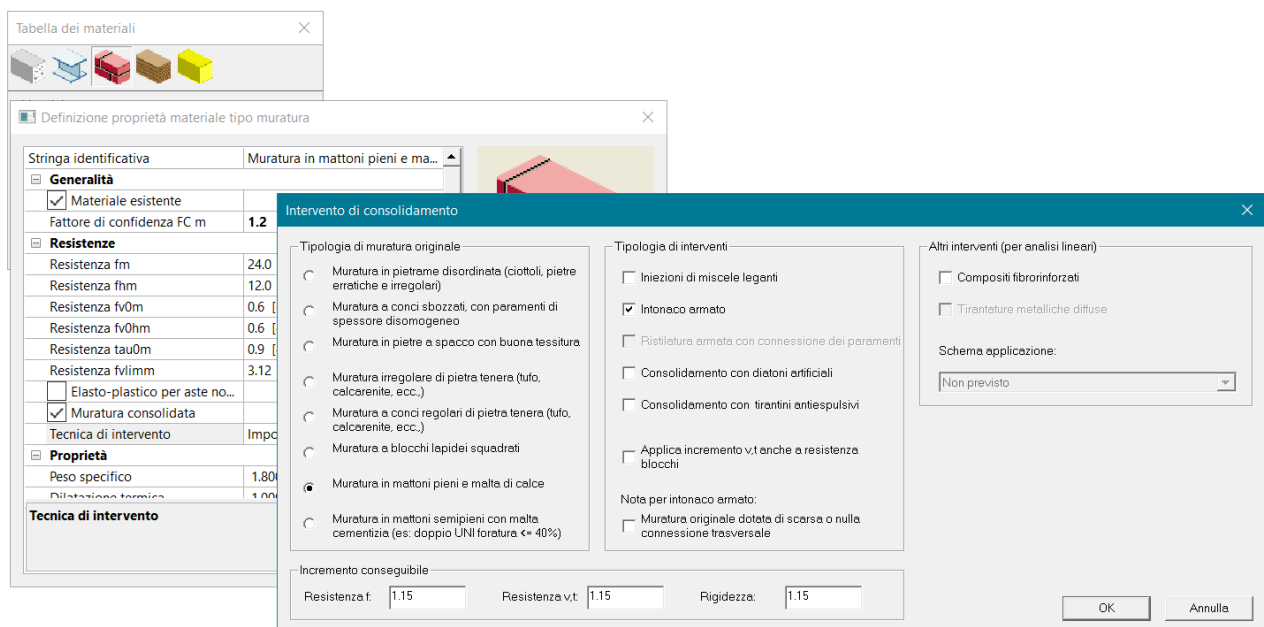 Tabella dei materiali
Definizione proprietà materiale tipo muratura
Stringa identificativa Muratura in mattoni pieni e ma...
Generalità
Materiale esistente
Fattore di confidenza FC m 1.2
Resistenze
Resistenza fm 24.0
Resistenza fhm 12.0
Resistenza fv0m 0.6 [
Resistenza fv0hm 0.6 [
Resistenza tau0m 0.9 [
Resistenza fvlimm 3.12
Elasto-plastico per aste no...
Muratura consolidata
Tecnica di intervento Impo
Proprietà
Peso specifico 1.80
Dilatazione termica
Tecnica di intervento
Intervento di consolidamento
Tipologia di muratura originale
Muratura in pietrame disordinata (ciottoli, pietre
erratiche e irregolari)
Muratura a conci sbozzati, con paramenti di
spessore disomogeneo
Muratura in pietre a spacco con buona tessitura
Muratura irregolare di pietra tenera (tufo,
calcarenite, ecc.,)
Muratura a conci regolari di pietra tenera (tufo,
calcarenite, ecc.,)
Muratura a blocchi lapidei squadrati
Muratura in mattoni pieni e malta di calce
Muratura in mattoni semipieni con malta
cementizia (es: doppio UNI foratura <= 40%)
Tipologia di interventi
Iniezioni di miscele leganti
Intonaco armato
Ristilatura armata con connessione dei paramenti
Consolidamento con diatoni artificiali
Consolidamento con tirantini antiespulsivi
Applica incremento v,t anche a resistenza
blocchi
Nota per intonaco armato:
Muratura originale dotata di scarsa o nulla
connessione trasversale
Altri interventi (per analisi lineari)
Compositi fibrorinforzati
Tirantature metalliche diffuse
Schema applicazione:
Non previsto
Incremento conseguibile
Resistenza f: 1.15 Resistenza v,t: 1.15 Rigidezza: 1.15
OK Annulla